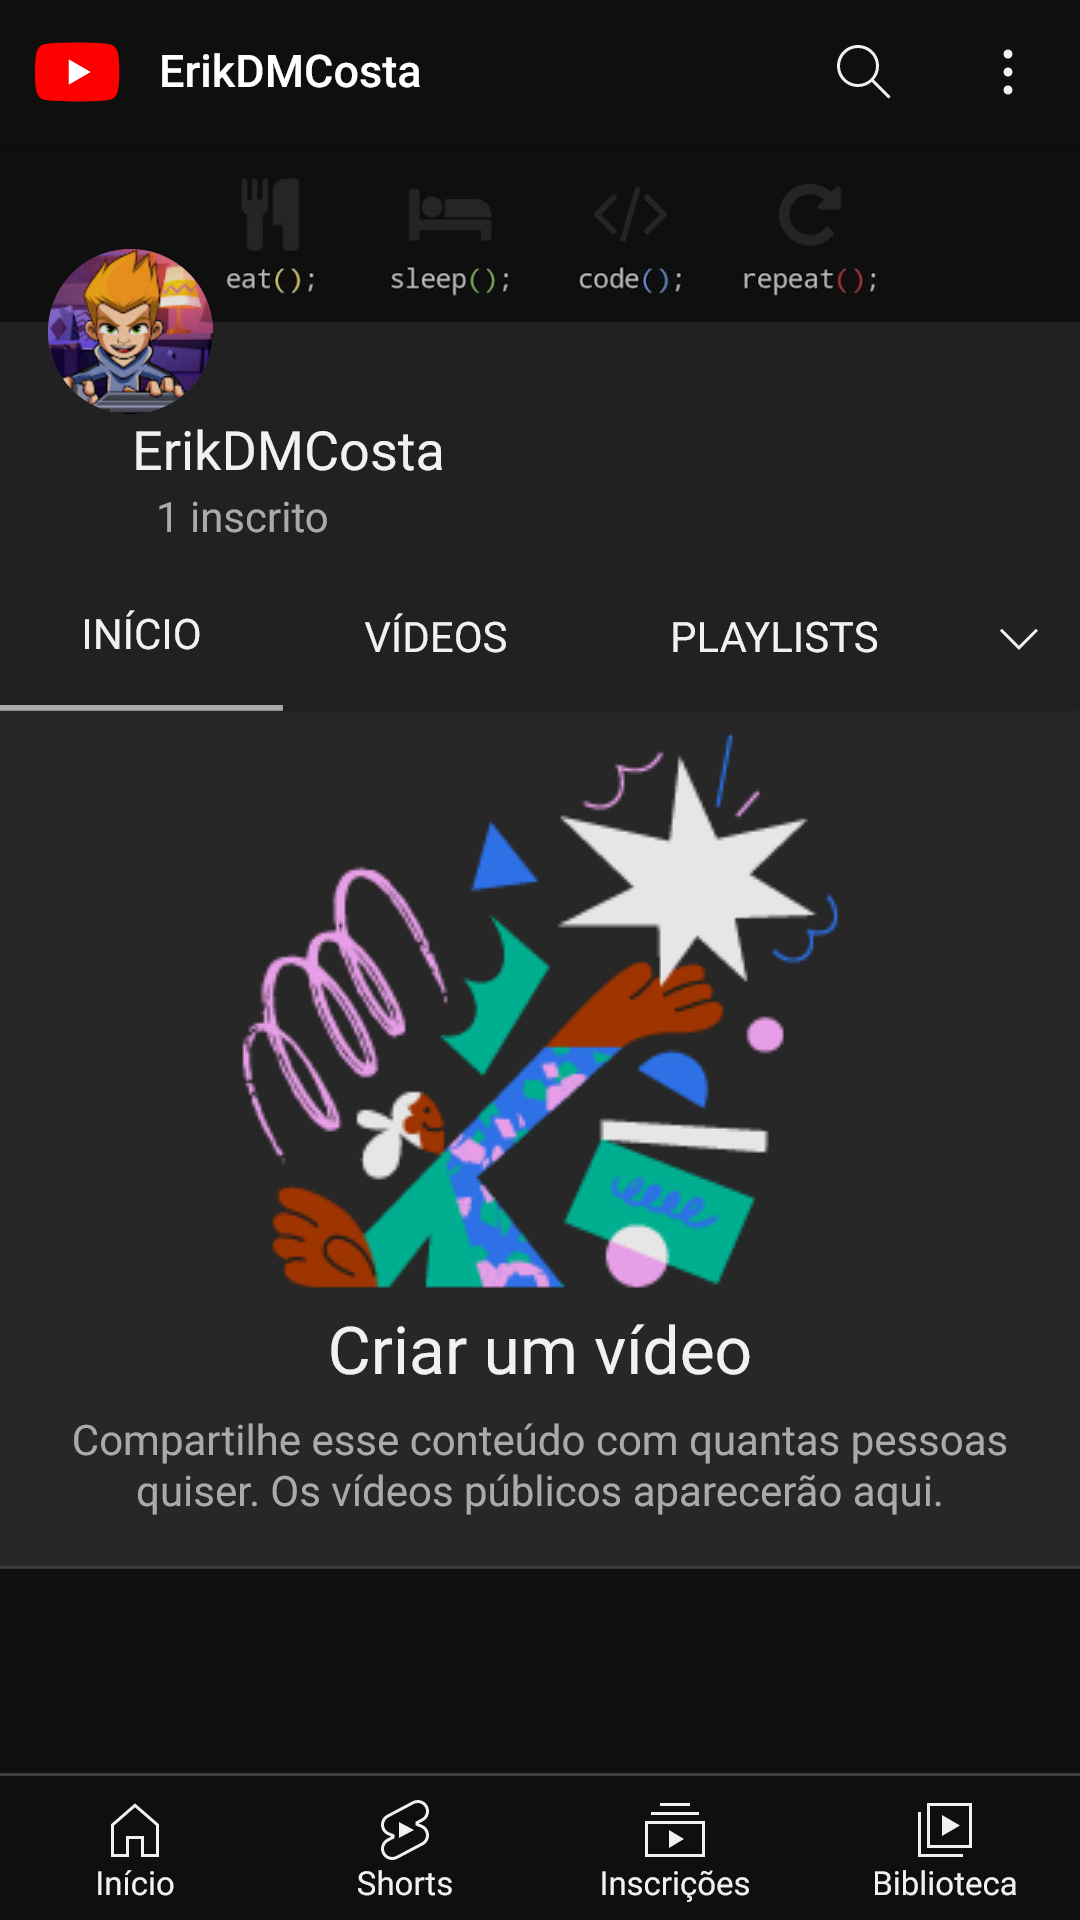 ErikDMCosta
eat(); sleep(); code(); repeat();
ErikDMCosta
1 inscrito
INÍCIO VÍDEOS PLAYLISTS
Criar um vídeo
Compartilhe esse conteúdo com quantas pessoas
quiser. Os vídeos públicos aparecerão aqui.
Início Shorts Inscrições Biblioteca